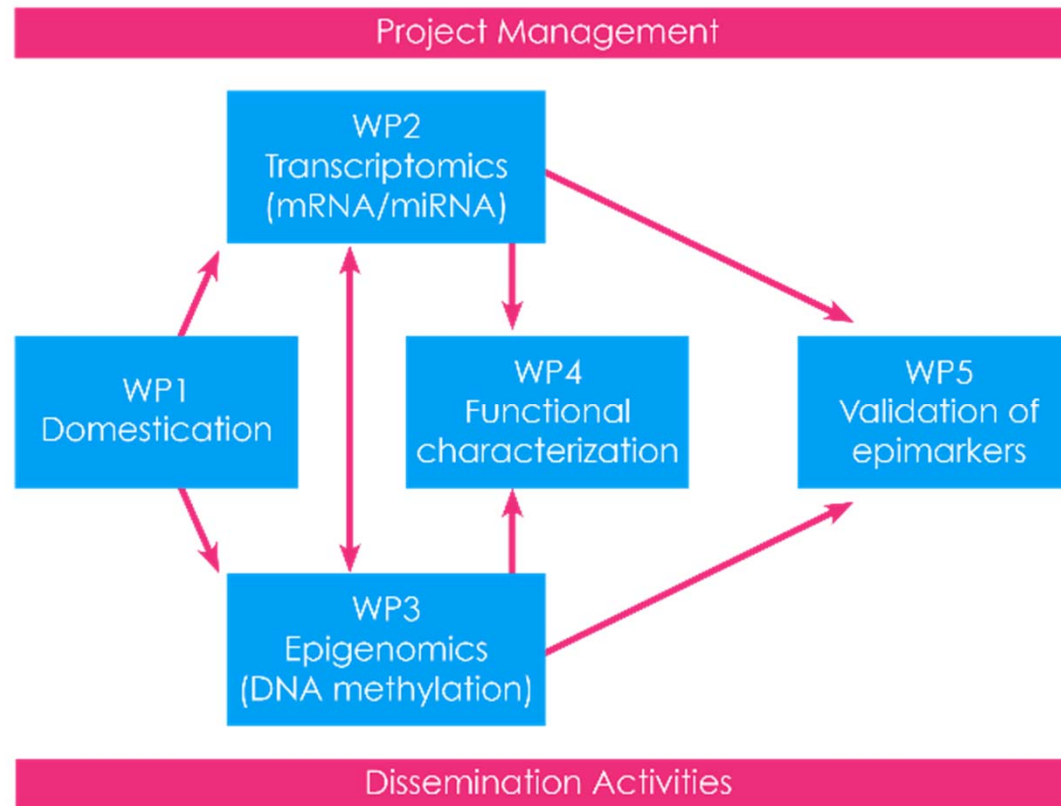 Project Management
WP2
Transcriptomics
(mRNA/miRNA)
WP1
Domestication
WP4
Functional
characterization
WP5
Validation of
epimarkers
WP3
Epigenomics
(DNA methylation)
Dissemination Activities